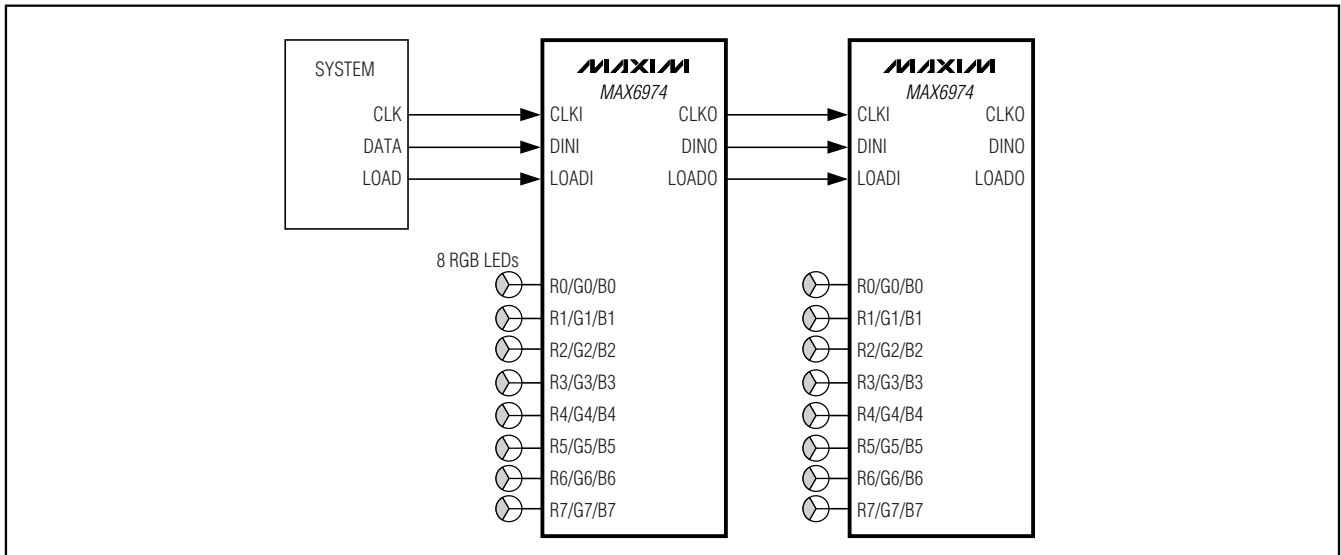 SYSTEM
CLK
DATA
LOAD
MAXIM
MAX6974
CLKI CLKO
DINI DINO
LOADI LOADO
8 RGB LEDs
R0/G0/B0
R1/G1/B1
R2/G2/B2
R3/G3/B3
R4/G4/B4
R5/G5/B5
R6/G6/B6
R7/G7/B7
MAXIM
MAX6974
CLKI CLKO
DINI DINO
LOADI LOADO
R0/G0/B0
R1/G1/B1
R2/G2/B2
R3/G3/B3
R4/G4/B4
R5/G5/B5
R6/G6/B6
R7/G7/B7